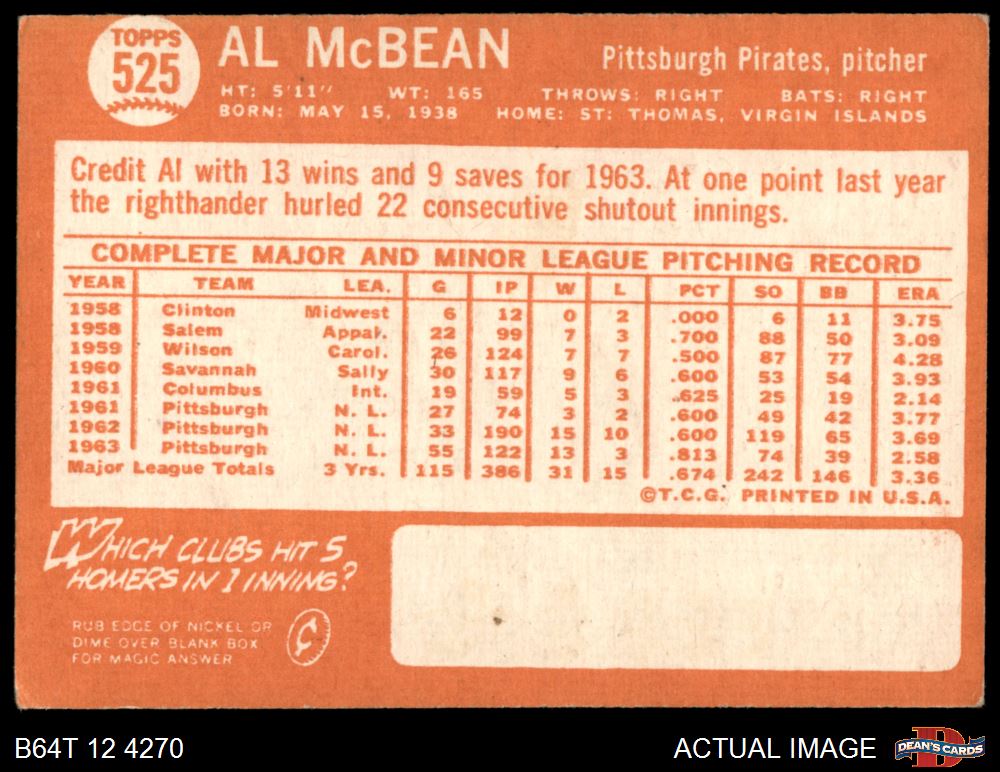 TOPPS
525
AL McBEAN
Pittsburgh Pirates, pitcher
HT: 5'11" WT: 165 THROWS: RIGHT BATS: RIGHT
BORN: MAY 15, 1938 HOME: ST: THOMAS, VIRGIN ISLANDS
Credit Al with 13 wins and 9 saves for 1963. At one point last year
the righthander hurled 22 consecutive shutout innings.
COMPLETE MAJOR AND MINOR LEAGUE PITCHING RECORD
YEAR TEAM LEA. G IP W L PCT SO BB ERA
1958 Clinton Midwest 6 12 0 2 .000 6 11 3.75
1958 Salem Appal. 22 99 7 3 .700 88 50 3.09
1959 Wilson Carol. 26 124 7 7 .500 87 77 4.28
1960 Savannah Sally 30 117 9 6 .600 53 54 3.93
1961 Columbus Int. 19 59 5 3 .625 25 19 2.14
1961 Pittsburgh N. L. 27 74 3 2 .600 49 42 3.77
1962 Pittsburgh N. L. 33 190 15 10 .600 119 65 3.69
1963 Pittsburgh N. L. 55 122 13 3 .813 74 39 2.58
Major League Totals 3 Yrs. 115 386 31 15 .674 242 146 3.36
©T.C.G. PRINTED IN U.S.A.
WHICH CLUBS HIT 5
HOMERS IN 1 INNING?
RUB EDGE OF NICKEL OR
DIME OVER BLANK BOX
FOR MAGIC ANSWER
¢
B64T 12 4270
ACTUAL IMAGE
DEAN'S CARDS